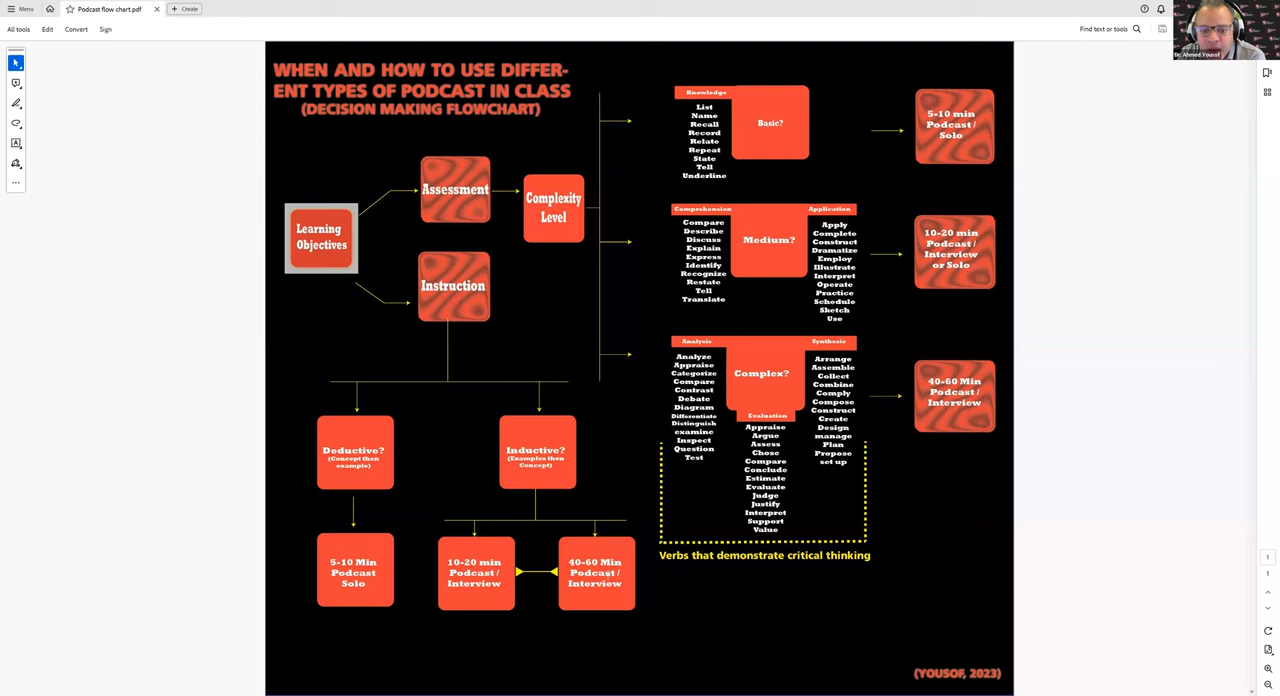 Menu
Podcast flow chart.pdf
Create
All tools
Edit
Convert
Sign
Find text or tools
Dr. Ahmed Yousof
WHEN AND HOW TO USE DIFFER-
ENT TYPES OF PODCAST IN CLASS
(DECISION MAKING FLOWCHART)
Learning
Objectives
Assessment
Instruction
Complexity
Level
Knowledge
List
Name
Recall
Record
Relate
Repeat
State
Tell
Underline
Basic?
5-10 min
Podcast /
Solo
Comprehension
Compare
Describe
Discuss
Explain
Express
Identify
Recognize
Restate
Tell
Translate
Medium?
Application
Apply
Complete
Construct
Dramatize
Employ
Illustrate
Interpret
Operate
Practice
Schedule
Sketch
Use
10-20 min
Podcast /
Interview
or Solo
Analysis
Analyze
Appraise
Categorize
Compare
Contrast
Debate
Diagram
Differentiate
Distinguish
examine
Inspect
Question
Test
Complex?
Evaluation
Appraise
Argue
Assess
Chose
Compare
Conclude
Estimate
Evaluate
Judge
Justify
Interpret
Support
Value
Synthesis
Arrange
Assemble
Collect
Combine
Comply
Compose
Construct
Create
Design
manage
Plan
Propose
set up
40-60 Min
Podcast /
Interview
Verbs that demonstrate critical thinking
Deductive?
(Concept then
example)
Inductive?
(Examples then
Concept)
5-10 Min
Podcast
Solo
10-20 min
Podcast /
Interview
40-60 Min
Podcast /
Interview
(YOUSOF, 2023)
1
1